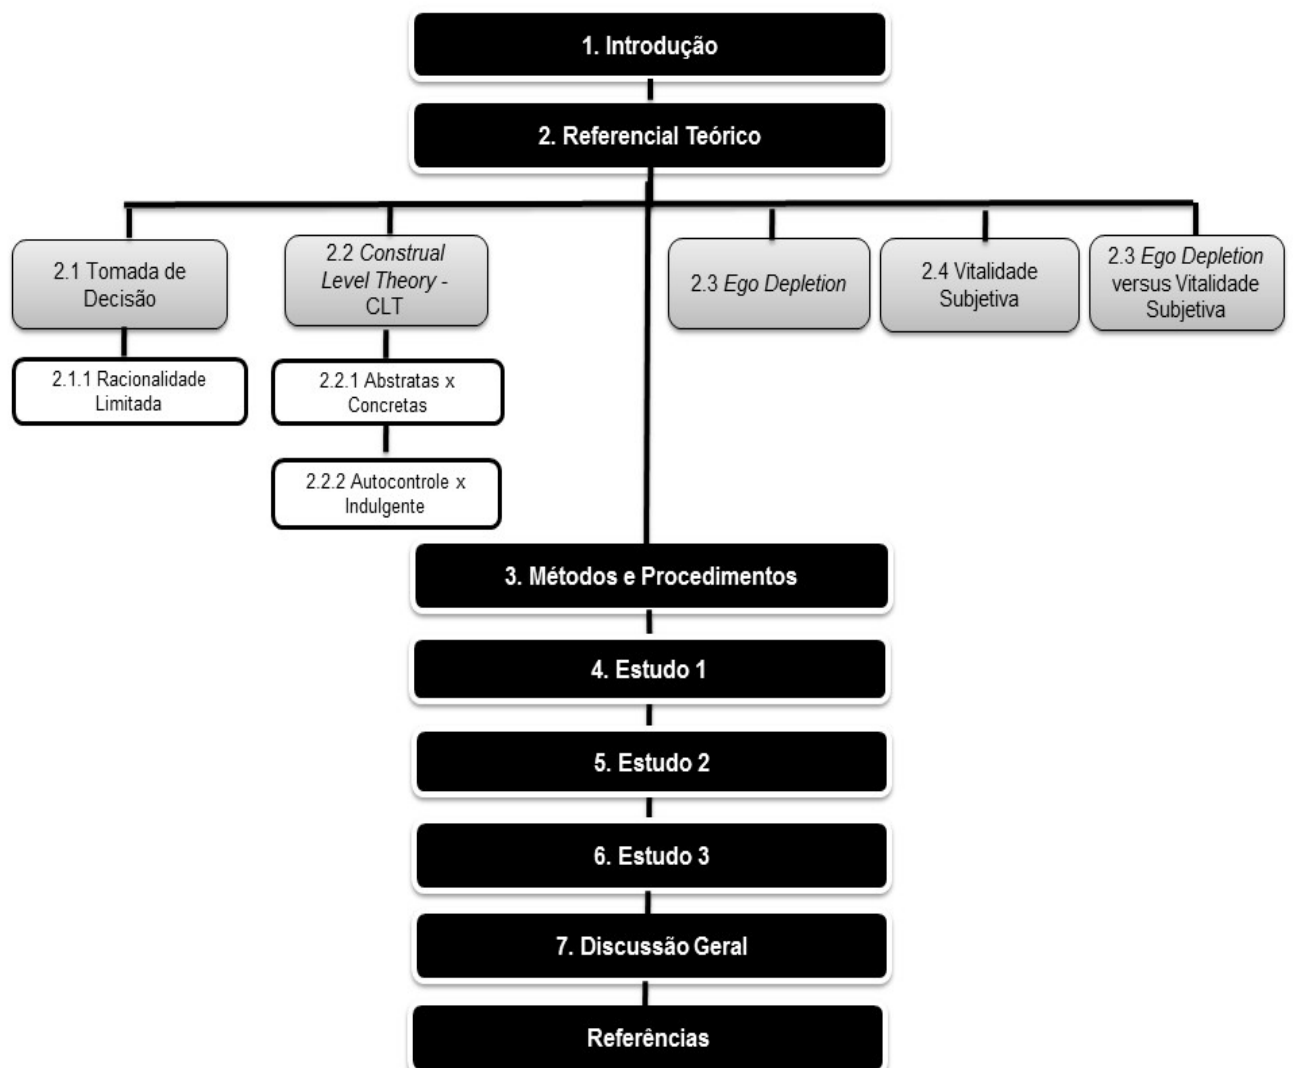 1. Introdução
2. Referencial Teórico
2.1 Tomada de
Decisão
2.2 Construal
Level Theory -
CLT
2.3 Ego Depletion
2.4 Vitalidade
Subjetiva
2.3 Ego Depletion
versus Vitalidade
Subjetiva
2.1.1 Racionalidade
Limitada
2.2.1 Abstratas x
Concretas
2.2.2 Autocontrole x
Indulgente
3. Métodos e Procedimentos
4. Estudo 1
5. Estudo 2
6. Estudo 3
7. Discussão Geral
Referências